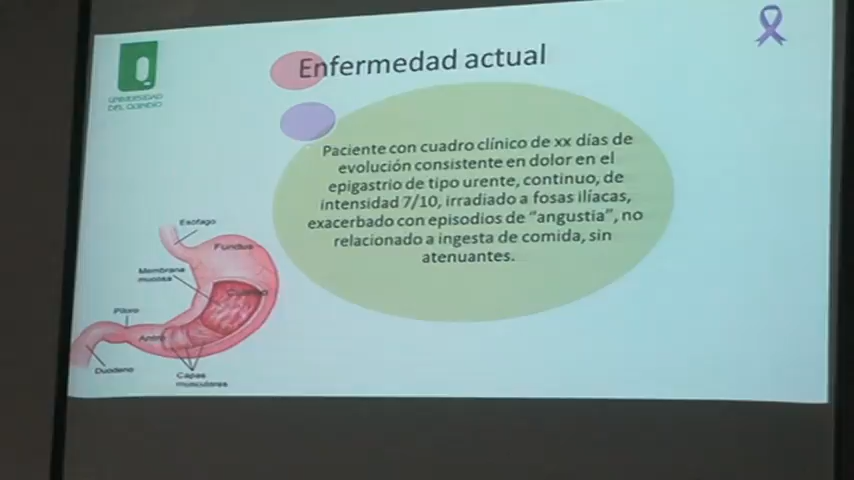 Enfermedad actual
UNIVERSIDAD
DEL QUINDÍO
Paciente con cuadro clínico de xx días de
evolución consistente en dolor en el
epigastrio de tipo urente, continuo, de
intensidad 7/10, irradiado a fosas ilíacas,
exacerbado con episodios de "angustia", no
relacionado a ingesta de comida, sin
atenuantes.
Esófago
Fundus
Membrana
mucosa
Píloro
Antro
Duodeno
Capas
musculares